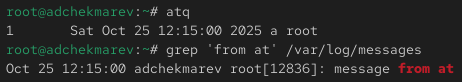 root@adchekmarev:~# atq
1       Sat Oct 25 12:15:00 2025 a root
root@adchekmarev:~# grep 'from at' /var/log/messages
Oct 25 12:15:00 adchekmarev root[12836]: message from at